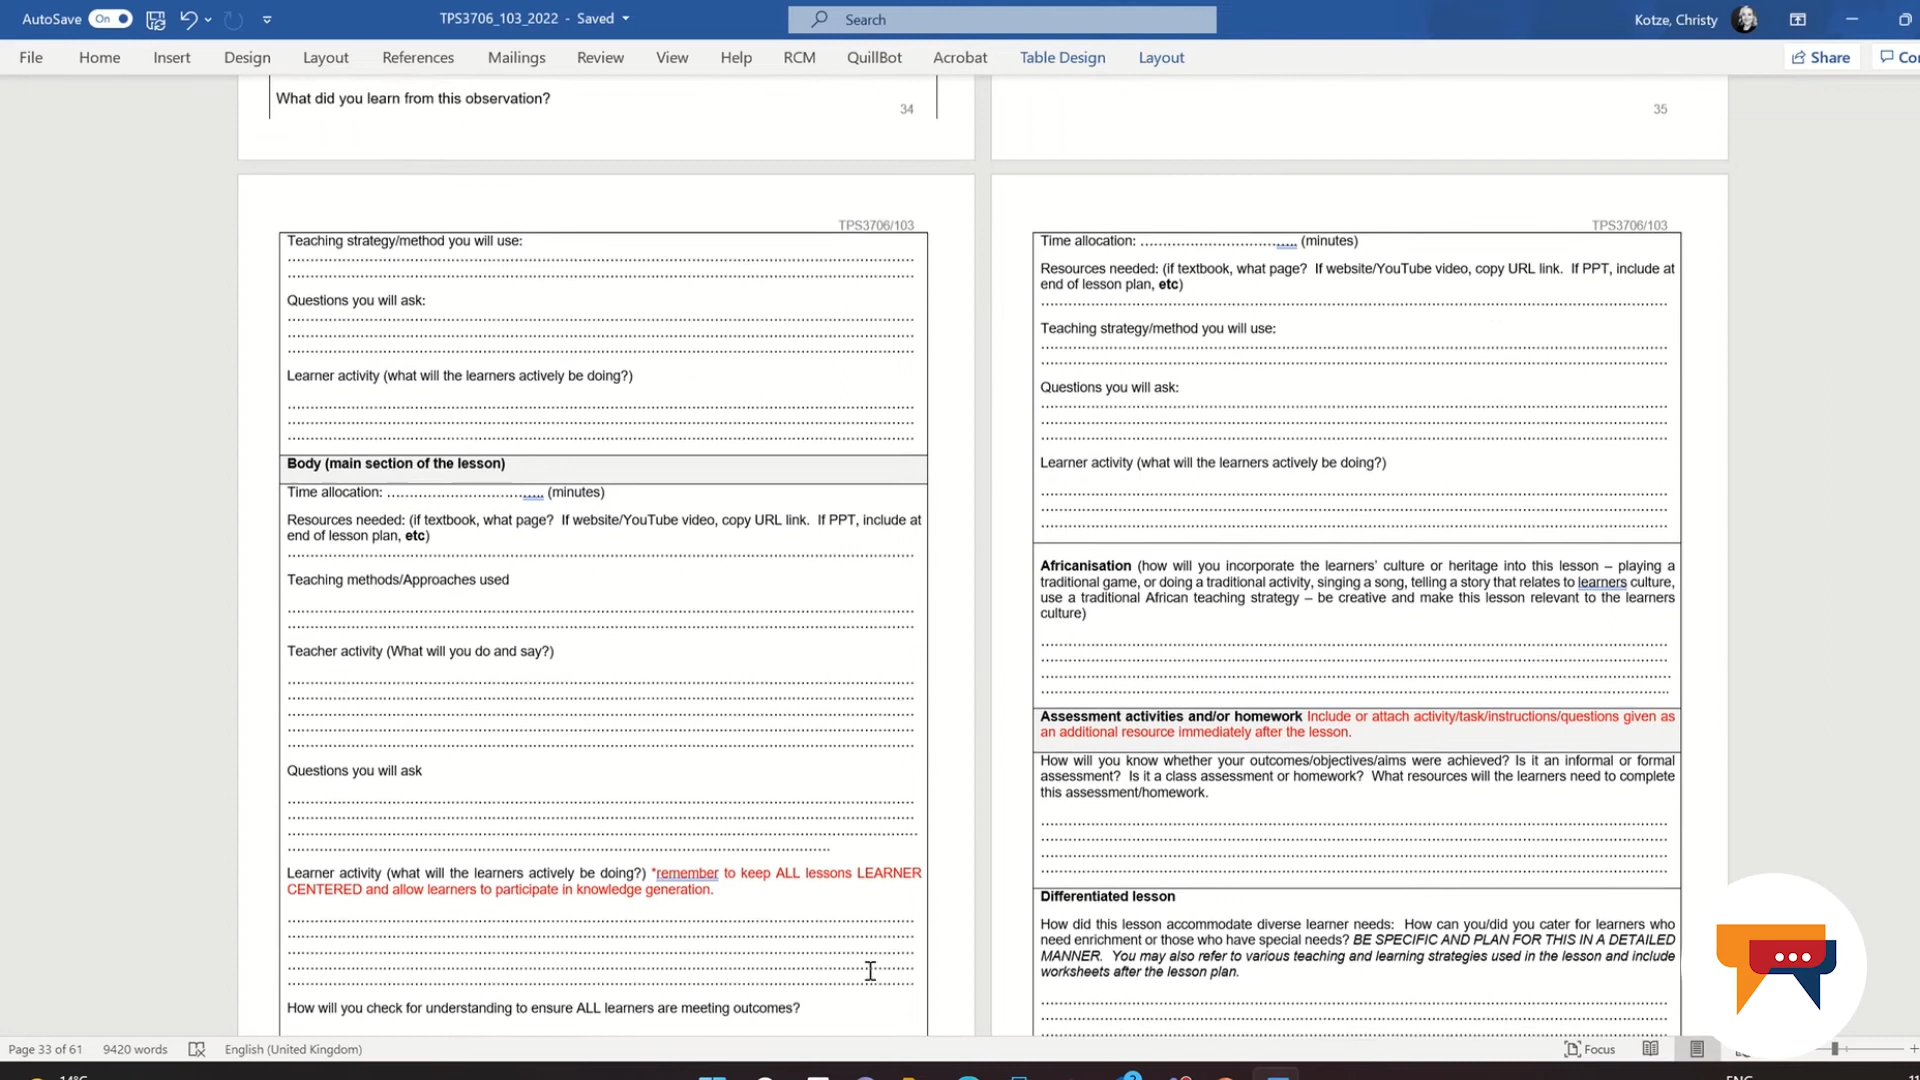 AutoSave On TPS3706_103_2022 - Saved Search Kotze, Christy
File Home Insert Design Layout References Mailings Review View Help RCM QuillBot Acrobat Table Design Layout Share
What did you learn from this observation?
34
35
TPS3706/103
Teaching strategy/method you will use:
Questions you will ask:
Learner activity (what will the learners actively be doing?)
Body (main section of the lesson)
Time allocation: ................................. (minutes)
Resources needed: (if textbook, what page? If website/YouTube video, copy URL link. If PPT, include at
end of lesson plan, etc)
Teaching methods/Approaches used
Teacher activity (What will you do and say?)
Questions you will ask
Learner activity (what will the learners actively be doing?) *remember to keep ALL lessons LEARNER
CENTERED and allow learners to participate in knowledge generation.
How will you check for understanding to ensure ALL learners are meeting outcomes?
TPS3706/103
Time allocation: ................................. (minutes)
Resources needed: (if textbook, what page? If website/YouTube video, copy URL link. If PPT, include at
end of lesson plan, etc)
Teaching strategy/method you will use:
Questions you will ask:
Learner activity (what will the learners actively be doing?)
Africanisation (how will you incorporate the learners' culture or heritage into this lesson – playing a
traditional game, or doing a traditional activity, singing a song, telling a story that relates to learners culture,
use a traditional African teaching strategy – be creative and make this lesson relevant to the learners
culture)
Assessment activities and/or homework Include or attach activity/task/instructions/questions given as
an additional resource immediately after the lesson.
How will you know whether your outcomes/objectives/aims were achieved? Is it an informal or formal
assessment? Is it a class assessment or homework? What resources will the learners need to complete
this assessment/homework.
Differentiated lesson
How did this lesson accommodate diverse learner needs: How can you/did you cater for learners who
need enrichment or those who have special needs? BE SPECIFIC AND PLAN FOR THIS IN A DETAILED
MANNER. You may also refer to various teaching and learning strategies used in the lesson and include
worksheets after the lesson plan.
Page 33 of 61 9420 words English (United Kingdom) Focus